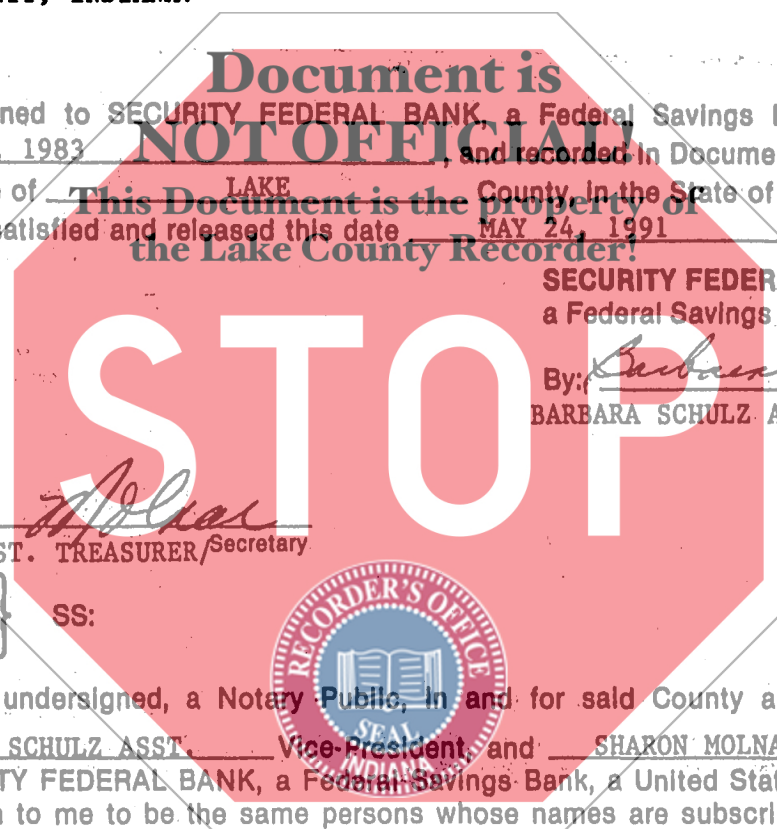 INDIANA.
Document is
ned to SECURITY FEDERAL BANK, a Federal Savings
NOT OFFICIAL!
1983 , and recorded in Docume
of LAKE County, in the State of
This Document is the property of
atisfied and released this date MAY 24, 1991
the Lake County Recorder!
SECURITY FEDER
a Federal Savings
STOP
By: Barbara
BARBARA SCHULZ A
Molnar
ST. TREASURER/Secretary
SS:
RECORDER'S OFFICE
SEAL
INDIANA
undersigned, a Notary Public, in and for said County a
SCHULZ ASST. Vice-President, and SHARON MOLNA
TY FEDERAL BANK, a Federal Savings Bank, a United Stat
n to me to be the same persons whose names are subscri